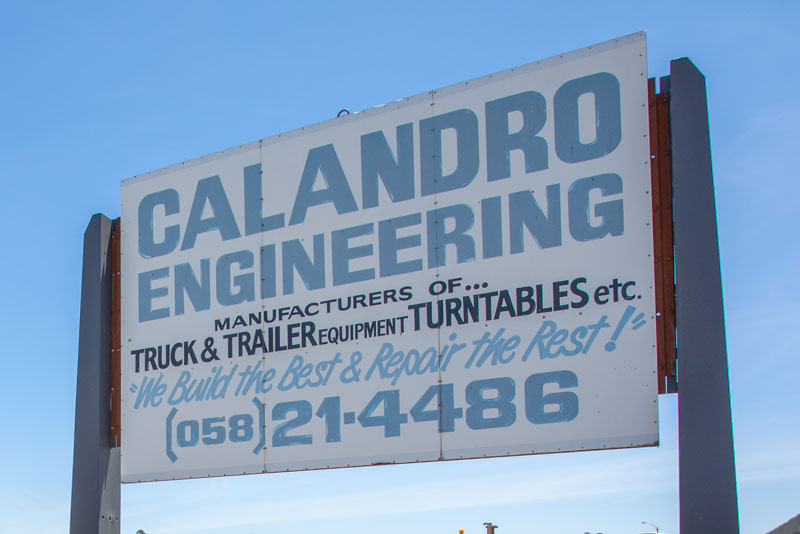 CALANDRO
ENGINEERING
MANUFACTURERS OF...
TRUCK & TRAILER EQUIPMENT TURNTABLES etc.
"We Build the Best & Repair the Rest!"
(058) 21-4486